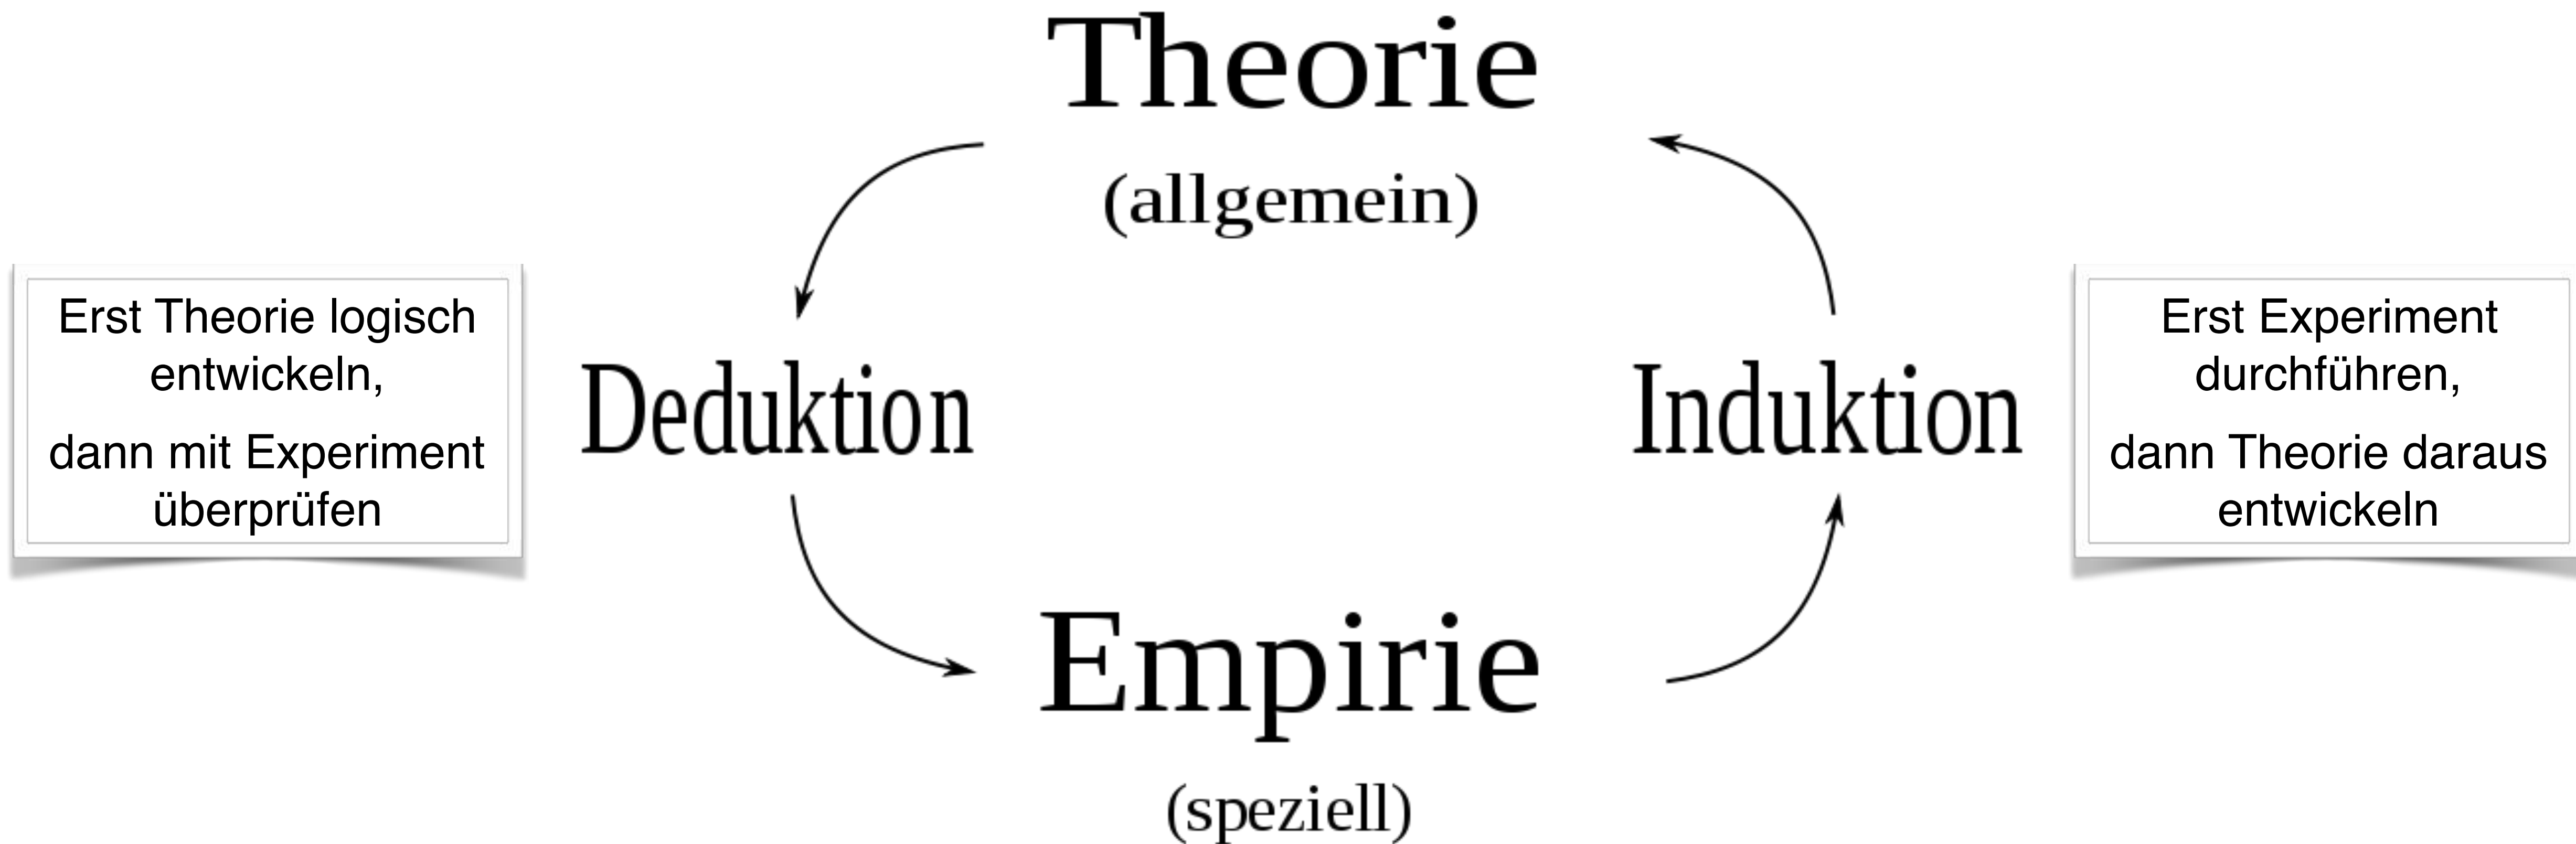 Theorie
(allgemein)
Erst Theorie logisch
entwickeln,
dann mit Experiment
überprüfen
Deduktion
Induktion
Erst Experiment
durchführen,
dann Theorie daraus
entwickeln
Empirie
(speziell)